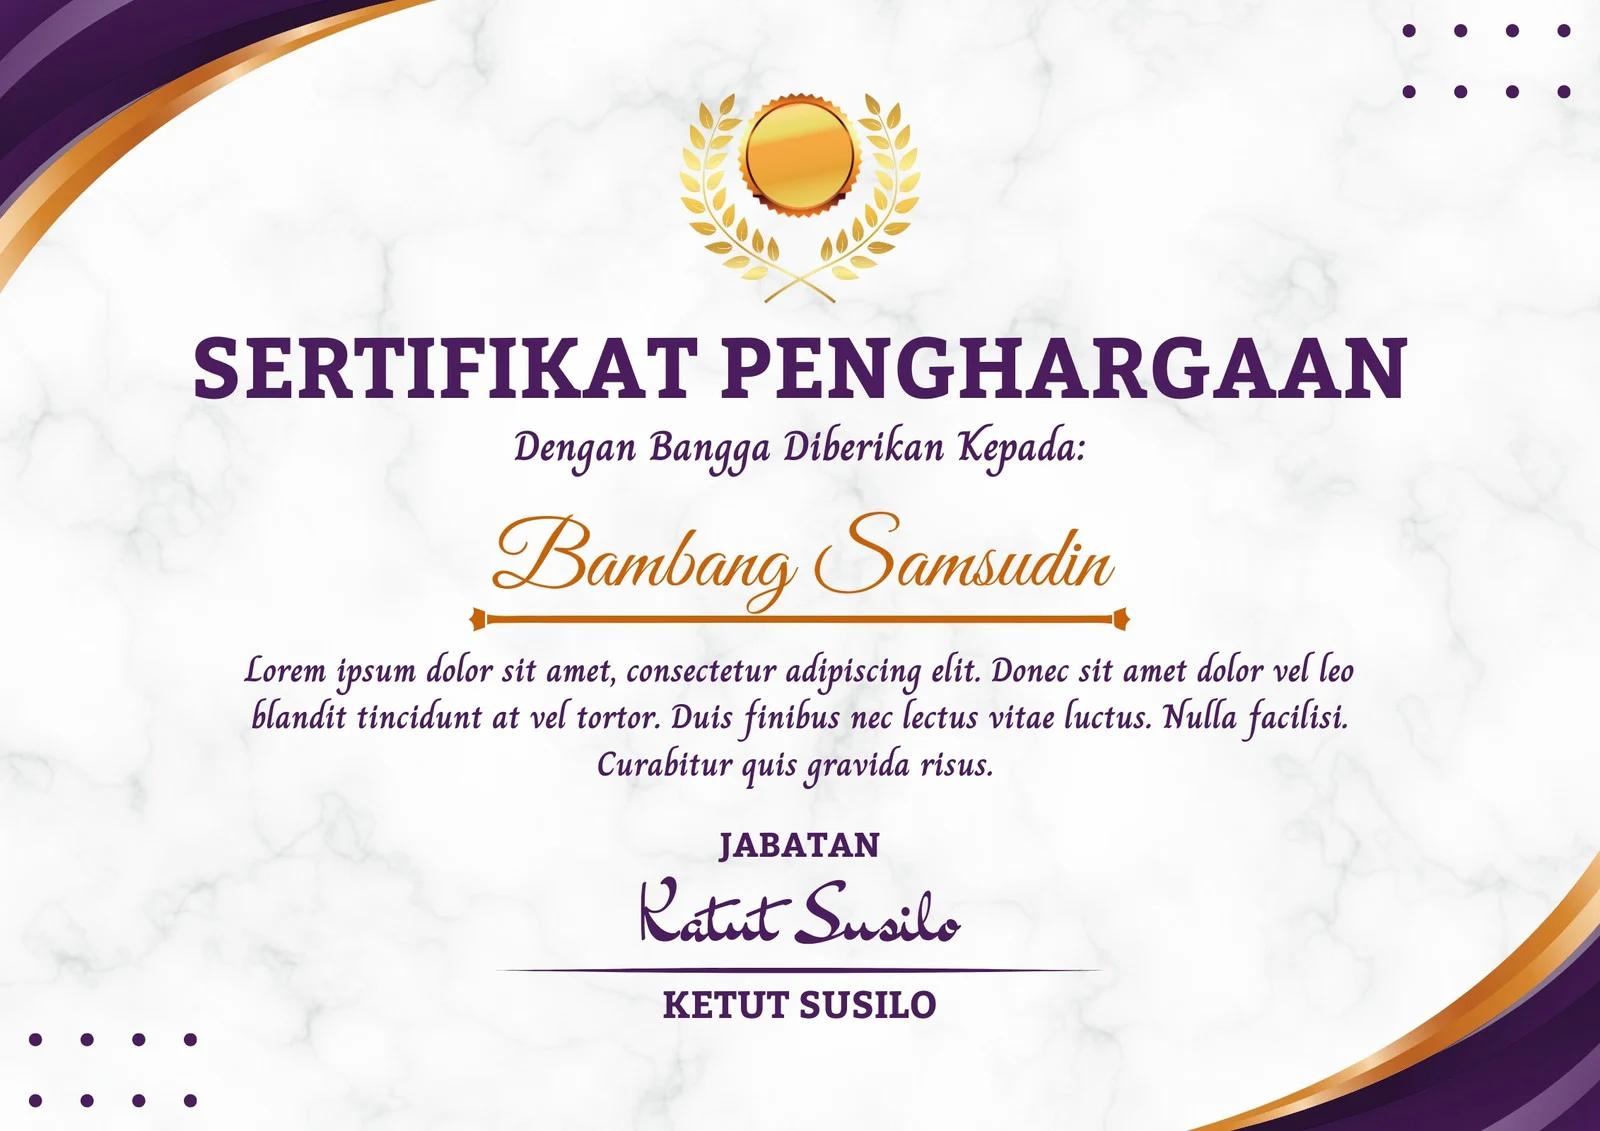 SERTIFIKAT PENGHARGAAN
Dengan Bangga Diberikan Kepada:
Bambang Samsudin
Lorem ipsum dolor sit amet, consectetur adipiscing elit. Donec sit amet dolor vel leo
blandit tincidunt at vel tortor. Duis finibus nec lectus vitae luctus. Nulla facilisi.
Curabitur quis gravida risus.
JABATAN
Katut Susilo
KETUT SUSILO